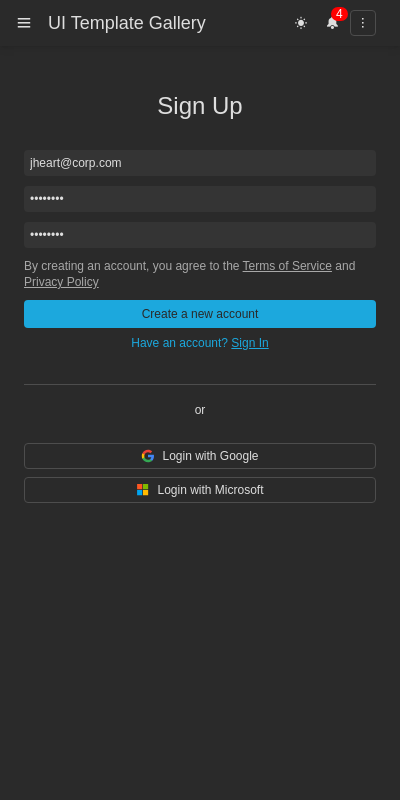 UI Template Gallery
4
Sign Up
jheart@corp.com
••••••••
••••••••
By creating an account, you agree to the Terms of Service and
Privacy Policy
Create a new account
Have an account? Sign In
or
Login with Google
Login with Microsoft